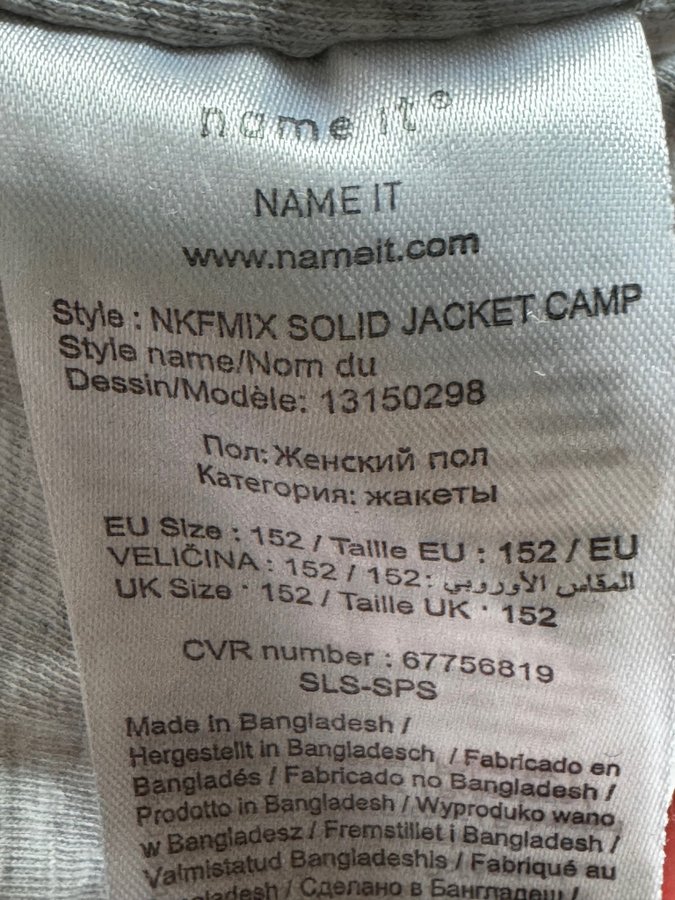 name it®
NAME IT
www.nameit.com
Style : NKFMIX SOLID JACKET CAMP
Style name/Nom du
Dessin/Modèle: 13150298
Пол: Женский пол
Категория: жакеты
EU Size : 152 / Taille EU : 152 / EU
VELIČINA : 152 / 152 : المقاس الأوروبي
UK Size : 152 / Taille UK : 152
CVR number : 67756819
SLS-SPS
Made in Bangladesh /
Hergestellt in Bangladesch / Fabricado en
Bangladés / Fabricado no Bangladesh /
Prodotto in Bangladesh / Wyproduko wano
w Bangladesz / Fremstillet i Bangladesh /
Valmistatud Bangladeshis / Fabriqué au
Bangladesh / Сделано в Бангладеш /